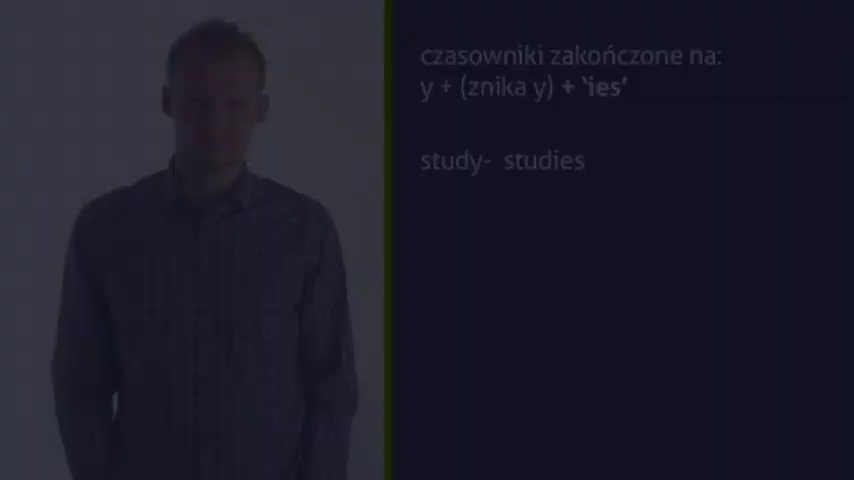 czasowniki zakończone na:
y + (znika y) + 'ies'
study- studies